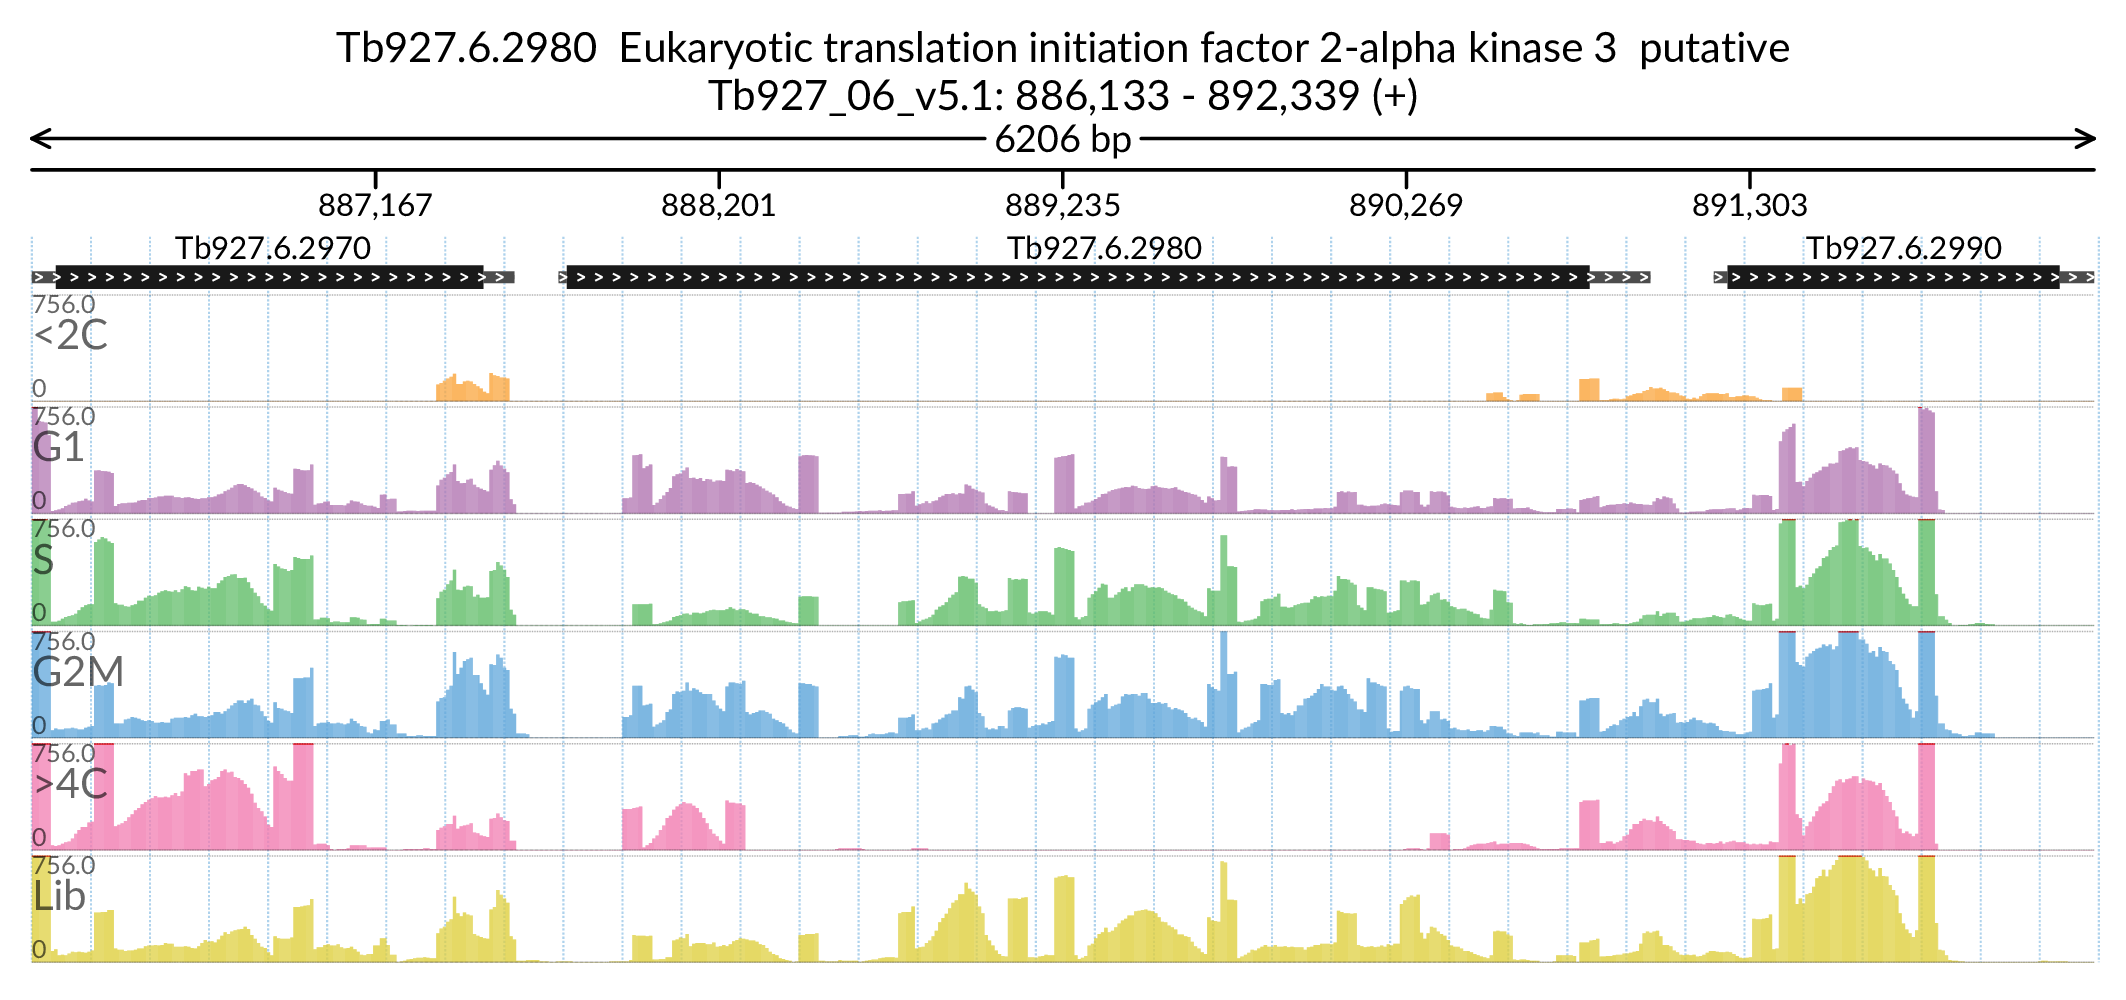 Tb927.6.2980 Eukaryotic translation initiation factor 2-alpha kinase 3 putative
Tb927_06_v5.1: 886,133 - 892,339 (+)
6206 bp
887,167 888,201 889,235 890,269 891,303
Tb927.6.2970 Tb927.6.2980 Tb927.6.2990
756.0
<2C
0
756.0
G1
0
756.0
S
0
756.0
G2M
0
756.0
>4C
0
756.0
Lib
0